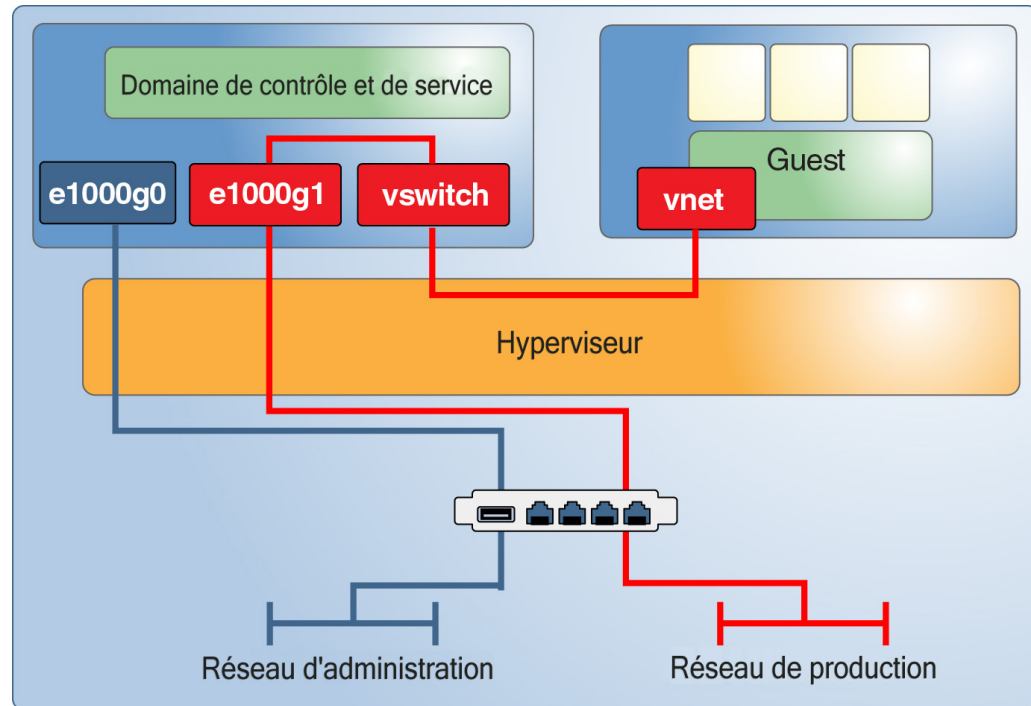 Domaine de contrôle et de service
Guest
e1000g0
e1000g1
vswitch
vnet
Hyperviseur
Réseau d'administration
Réseau de production